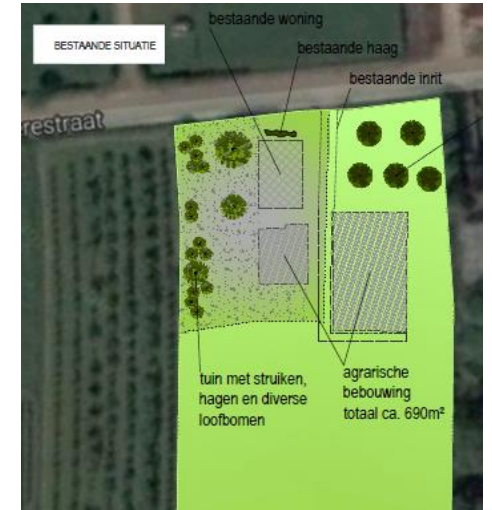 bestaande woning
BESTAANDE SITUATIE
bestaande haag
bestaande inrit
restraat
tuin met struiken,
hagen en diverse
loofbomen
agrarische
bebouwing
totaal ca. 690m²